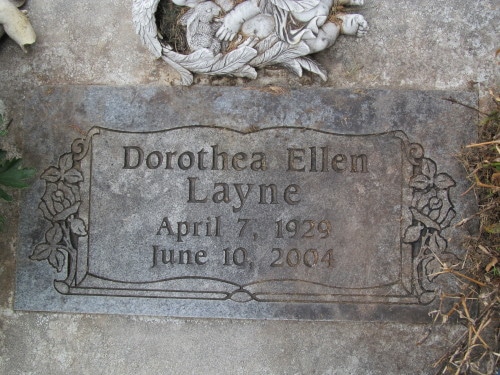 Dorothea Ellen
Layne
April 7, 1929
June 10, 2004